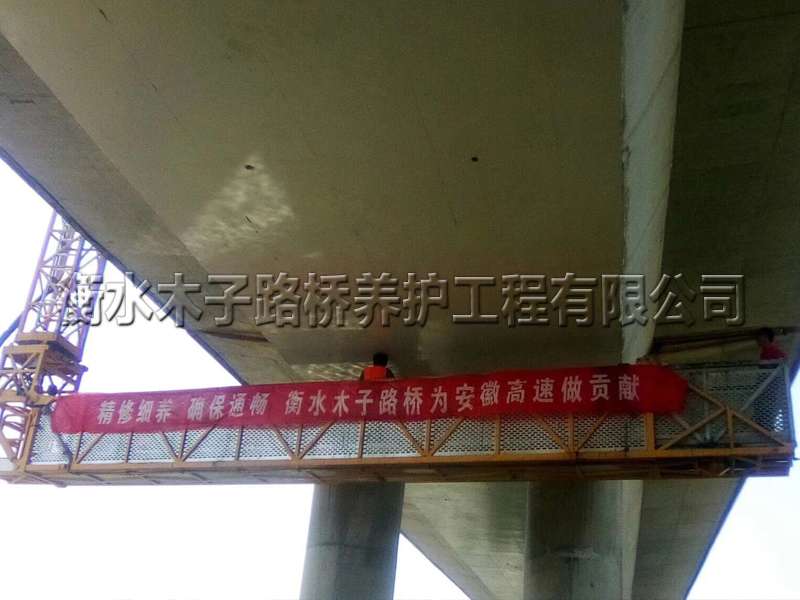 衡水木子路桥养护工程有限公司
精修细养 确保通畅 衡水木子路桥为安徽高速做贡献